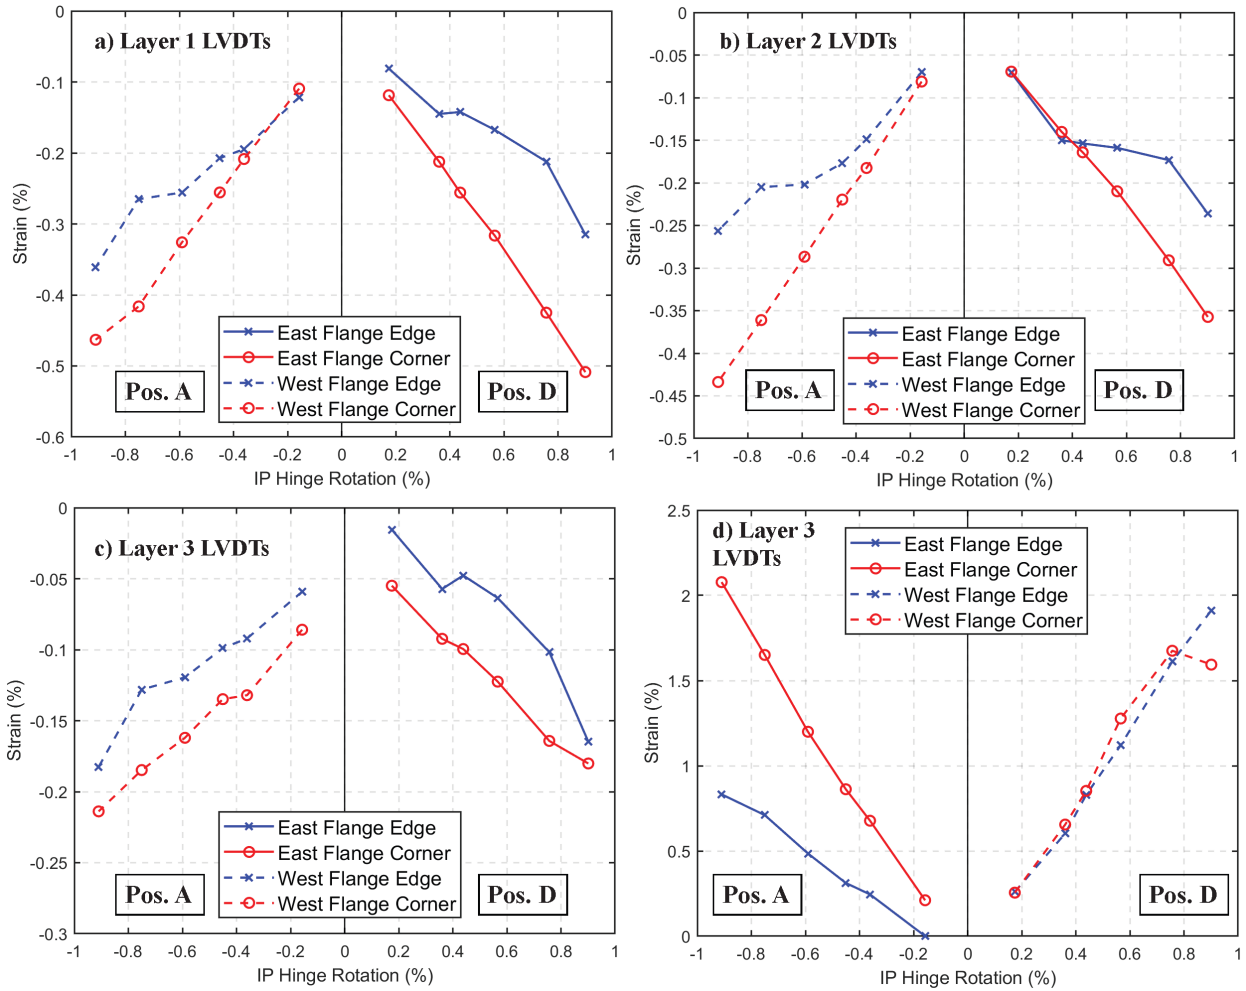 a) Layer 1 LVDTs
0
-0.1
-0.2
-0.3
-0.4
-0.5
-0.6
Strain (%)
East Flange Edge
East Flange Corner
West Flange Edge
West Flange Corner
Pos. A
Pos. D
-1
-0.8
-0.6
-0.4
-0.2
0
0.2
0.4
0.6
0.8
1
IP Hinge Rotation (%)
b) Layer 2 LVDTs
0
-0.05
-0.1
-0.15
-0.2
-0.25
-0.3
-0.35
-0.4
-0.45
-0.5
Strain (%)
East Flange Edge
East Flange Corner
West Flange Edge
West Flange Corner
Pos. A
Pos. D
-1
-0.8
-0.6
-0.4
-0.2
0
0.2
0.4
0.6
0.8
1
IP Hinge Rotation (%)
c) Layer 3 LVDTs
0
-0.05
-0.1
-0.15
-0.2
-0.25
-0.3
Strain (%)
East Flange Edge
East Flange Corner
West Flange Edge
West Flange Corner
Pos. A
Pos. D
-1
-0.8
-0.6
-0.4
-0.2
0
0.2
0.4
0.6
0.8
1
IP Hinge Rotation (%)
d) Layer 3
LVDTs
2.5
2
1.5
1
0.5
0
Strain (%)
East Flange Edge
East Flange Corner
West Flange Edge
West Flange Corner
Pos. A
Pos. D
-1
-0.8
-0.6
-0.4
-0.2
0
0.2
0.4
0.6
0.8
1
IP Hinge Rotation (%)